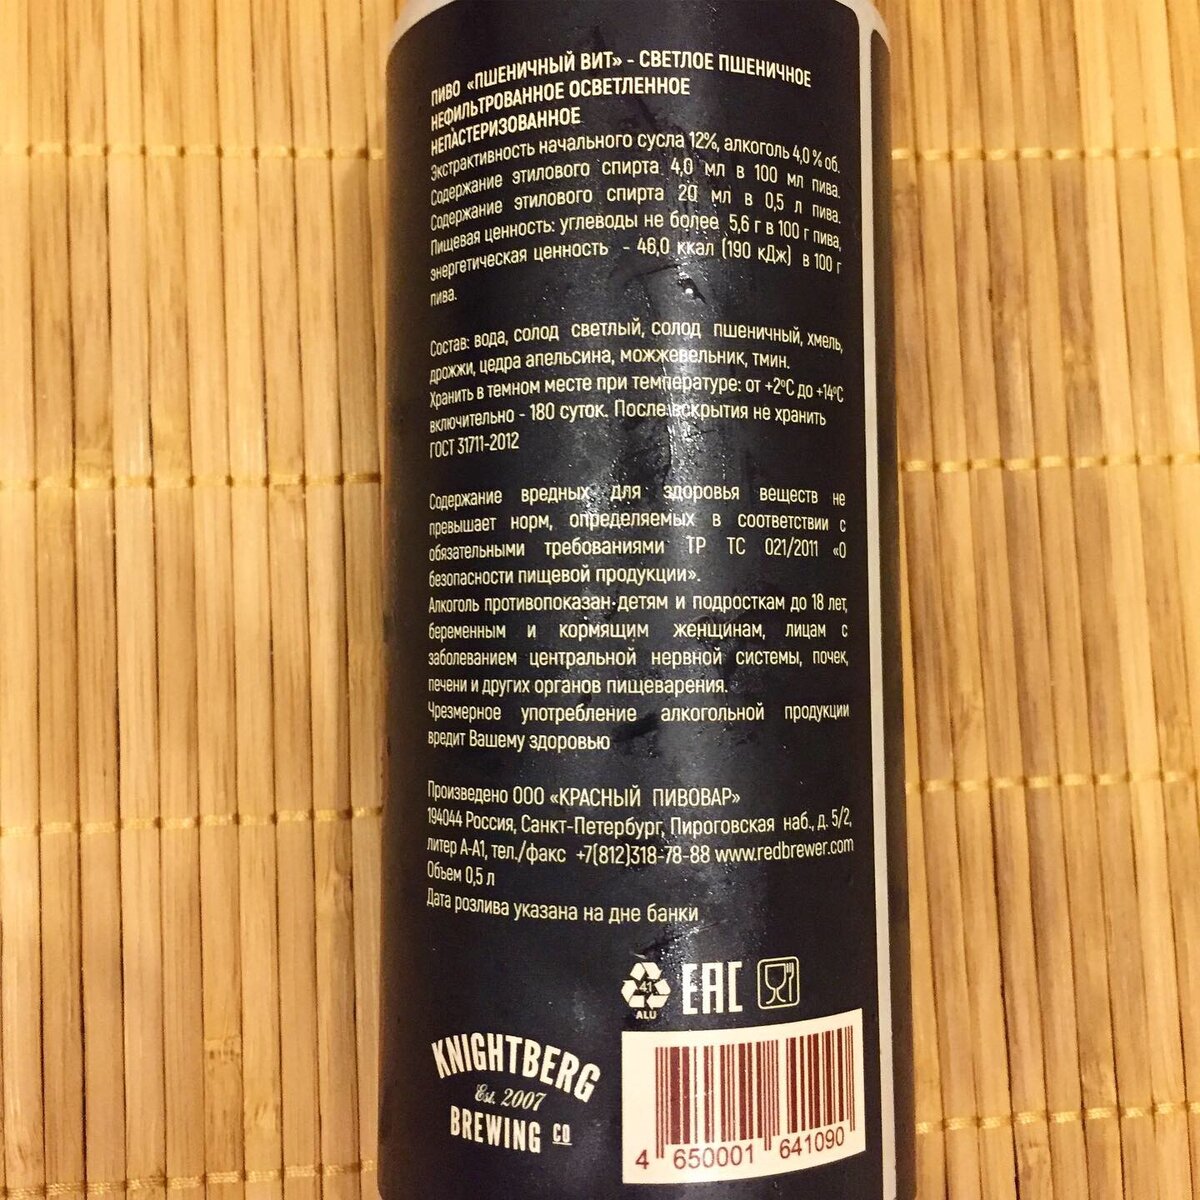 ПИВО «ПШЕНИЧНЫЙ ВИТ» - СВЕТЛОЕ ПШЕНИЧНОЕ
НЕФИЛЬТРОВАННОЕ ОСВЕТЛЕННОЕ
НЕПАСТЕРИЗОВАННОЕ
Экстрактивность начального сусла 12%, алкоголь 4,0 % об.
Содержание этилового спирта 4,0 мл в 100 мл пива.
Содержание этилового спирта 20 мл в 0,5 л пива.
Пищевая ценность: углеводы не более 5,6 г в 100 г пива,
энергетическая ценность - 46,0 ккал (190 кДж) в 100 г
пива.
Состав: вода, солод светлый, солод пшеничный, хмель,
дрожжи, цедра апельсина, можжевельник, тмин.
Хранить в темном месте при температуре: от +2°С до +14°С
включительно - 180 суток. После вскрытия не хранить
ГОСТ 31711-2012
Содержание вредных для здоровья веществ не
превышает норм, определяемых в соответствии с
обязательными требованиями ТР ТС 021/2011 «О
безопасности пищевой продукции».
Алкоголь противопоказан детям и подросткам до 18 лет,
беременным и кормящим женщинам, лицам с
заболеванием центральной нервной системы, почек,
печени и других органов пищеварения.
Чрезмерное употребление алкогольной продукции
вредит Вашему здоровью
Произведено ООО «КРАСНЫЙ ПИВОВАР»
194044 Россия, Санкт-Петербург, Пироговская наб., д. 5/2,
литер А-А1, тел./факс +7(812)318-78-88 www.redbrewer.com
Объем 0,5 л
Дата розлива указана на дне банки
41
ALU
EAC
KNIGHTBERG
Est. 2007
BREWING CO
4 650001 641090